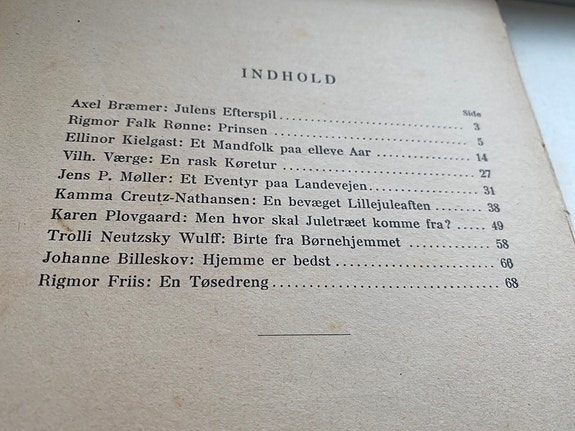 INDHOLD
Side
Axel Bræmer: Julens Efterspil ........................ 3
Rigmor Falk Rønne: Prinsen ........................ 5
Ellinor Kielgast: Et Mandfolk paa elleve Aar ............ 14
Vilh. Værge: En rask Køretur ........................ 27
Jens P. Møller: Et Eventyr paa Landevejen ............ 31
Kamma Creutz-Nathansen: En bevæget Lillejuleaften ...... 38
Karen Plovgaard: Men hvor skal Juletræet komme fra? ..... 49
Trolli Neutzsky Wulff: Birte fra Børnehjemmet ............ 58
Johanne Billeskov: Hjemme er bedst ........................ 66
Rigmor Friis: En Tøsedreng .............................. 68